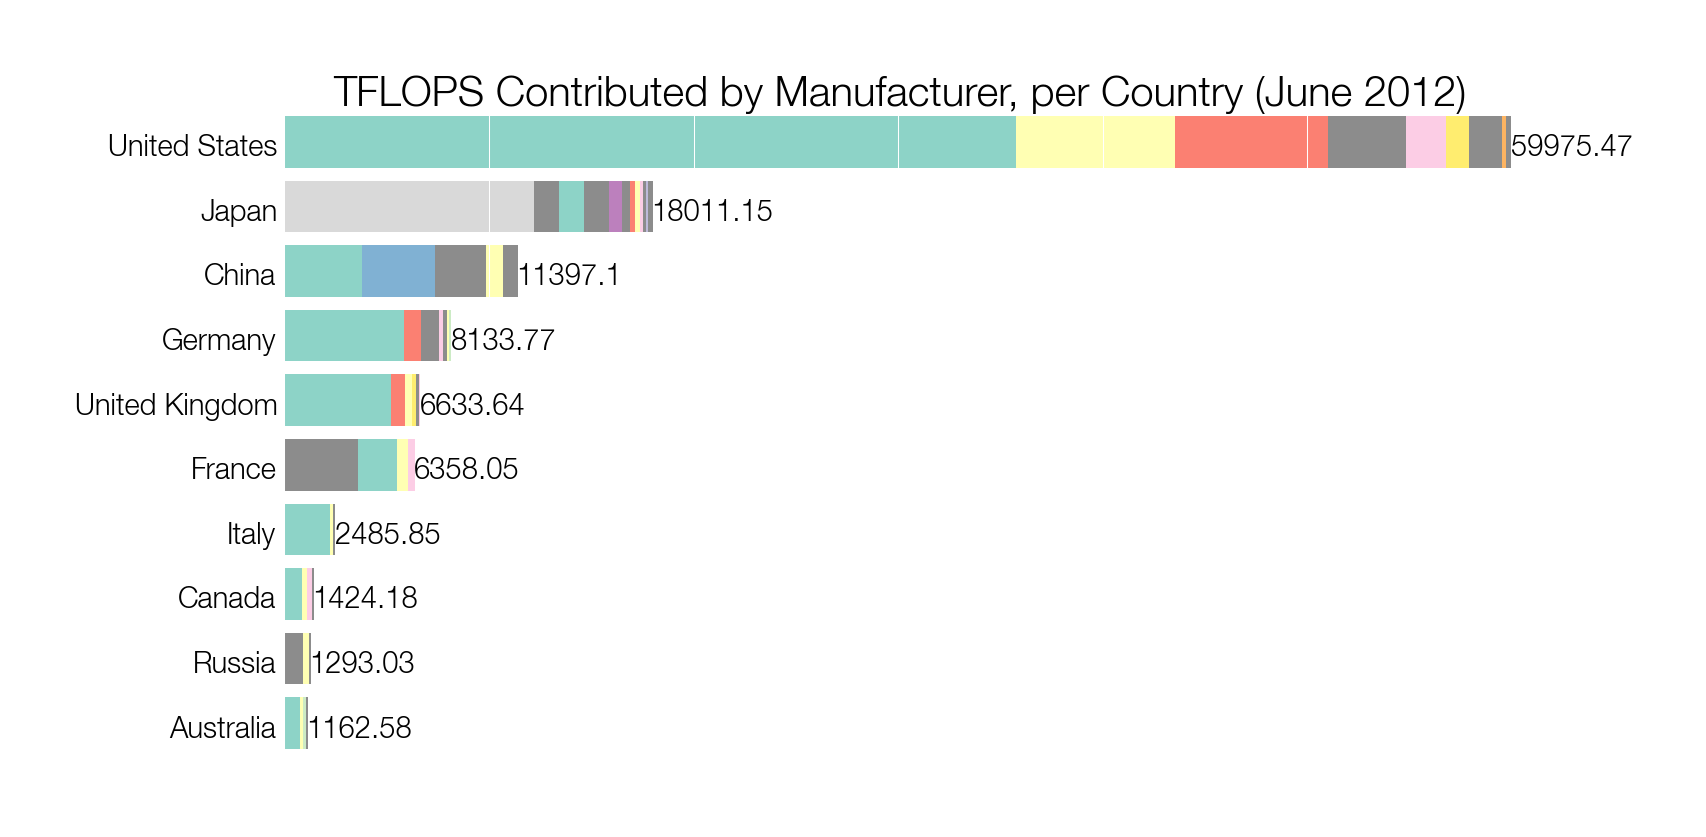 TFLOPS Contributed by Manufacturer, per Country (June 2012)
United States 59975.47
Japan 18011.15
China 11397.1
Germany 8133.77
United Kingdom 6633.64
France 6358.05
Italy 2485.85
Canada 1424.18
Russia 1293.03
Australia 1162.58